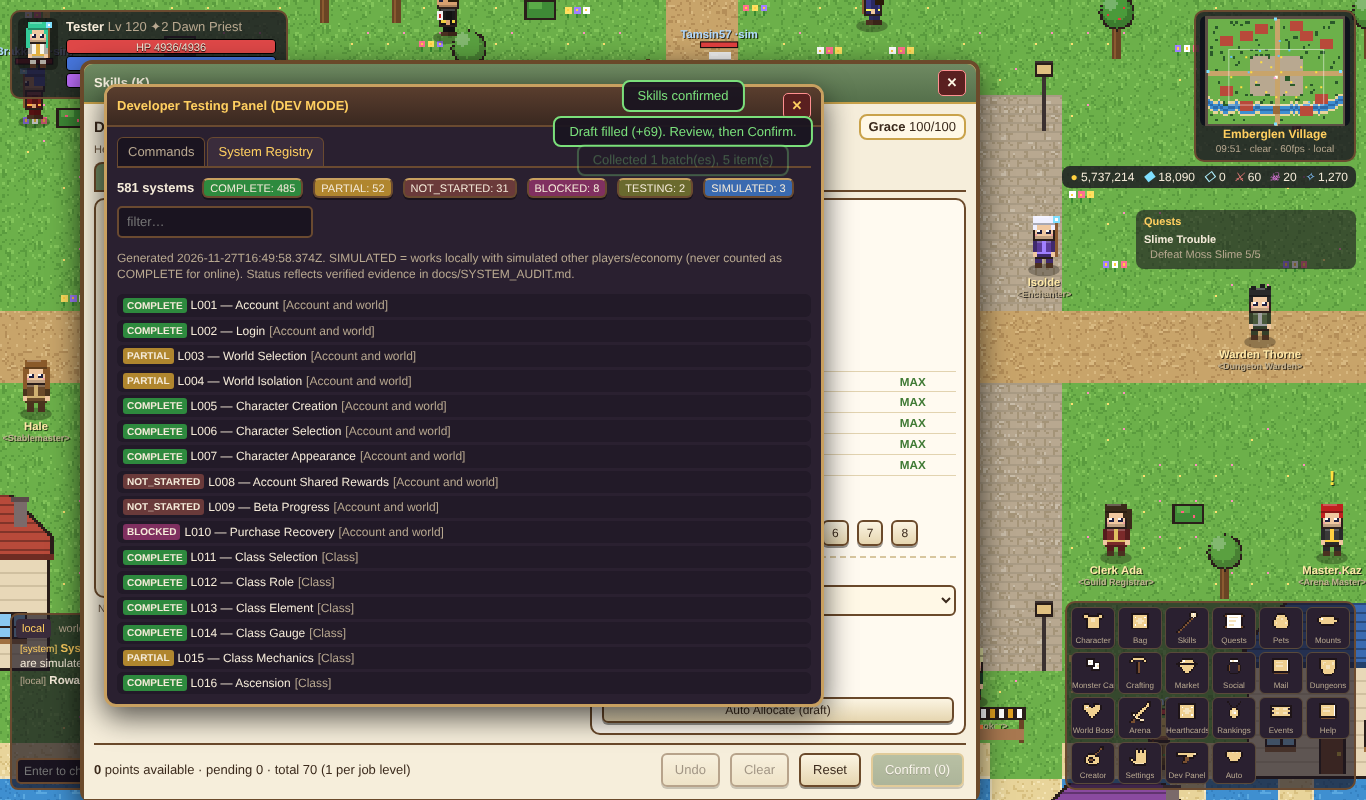 Tester Lv 120 ✦2 Dawn Priest
HP 4936/4936
Tamsin57 ·sim
Emberglen Village
09:51 · clear · 60fps · local
5,737,214 18,090 0 60 20 1,270
Quests
Slime Trouble
Defeat Moss Slime 5/5
Skills (K)
×
Grace 100/100
Developer Testing Panel (DEV MODE)
×
Skills confirmed
Draft filled (+69). Review, then Confirm.
Collected 1 batch(es), 5 item(s)
Commands
System Registry
581 systems COMPLETE: 485 PARTIAL: 52 NOT_STARTED: 31 BLOCKED: 8 TESTING: 2 SIMULATED: 3
filter…
Generated 2026-11-27T16:49:58.374Z. SIMULATED = works locally with simulated other players/economy (never counted as
COMPLETE for online). Status reflects verified evidence in docs/SYSTEM_AUDIT.md.
COMPLETE L001 — Account [Account and world]
COMPLETE L002 — Login [Account and world]
PARTIAL L003 — World Selection [Account and world]
PARTIAL L004 — World Isolation [Account and world]
COMPLETE L005 — Character Creation [Account and world]
COMPLETE L006 — Character Selection [Account and world]
COMPLETE L007 — Character Appearance [Account and world]
NOT_STARTED L008 — Account Shared Rewards [Account and world]
NOT_STARTED L009 — Beta Progress [Account and world]
BLOCKED L010 — Purchase Recovery [Account and world]
COMPLETE L011 — Class Selection [Class]
COMPLETE L012 — Class Role [Class]
COMPLETE L013 — Class Element [Class]
COMPLETE L014 — Class Gauge [Class]
PARTIAL L015 — Class Mechanics [Class]
COMPLETE L016 — Ascension [Class]
MAX
MAX
MAX
MAX
MAX
6 7 8
Auto Allocate (draft)
0 points available · pending 0 · total 70 (1 per job level)
Undo
Clear
Reset
Confirm (0)
Isolde
<Enchanter>
Warden Thorne
<Dungeon Warden>
Hale
<Stablemaster>
Clerk Ada
<Guild Registrar>
!
Master Kaz
<Arena Master>
local
[system] Sys
are simulate
[local] Rowa
Enter to ch
Character Bag Skills Quests Pets Mounts
Monster Ca Crafting Market Social Mail Dungeons
World Boss Arena Hearthcards Rankings Events Help
Creator Settings Dev Panel Auto